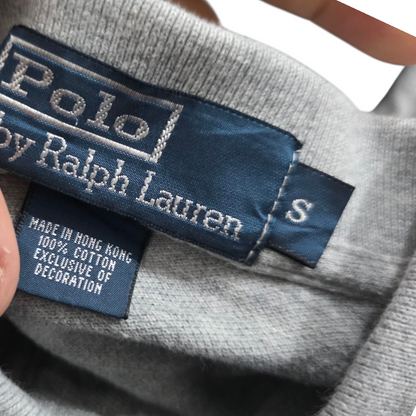 Polo
by Ralph Lauren
S
MADE IN HONG KONG
100% COTTON
EXCLUSIVE OF
DECORATION